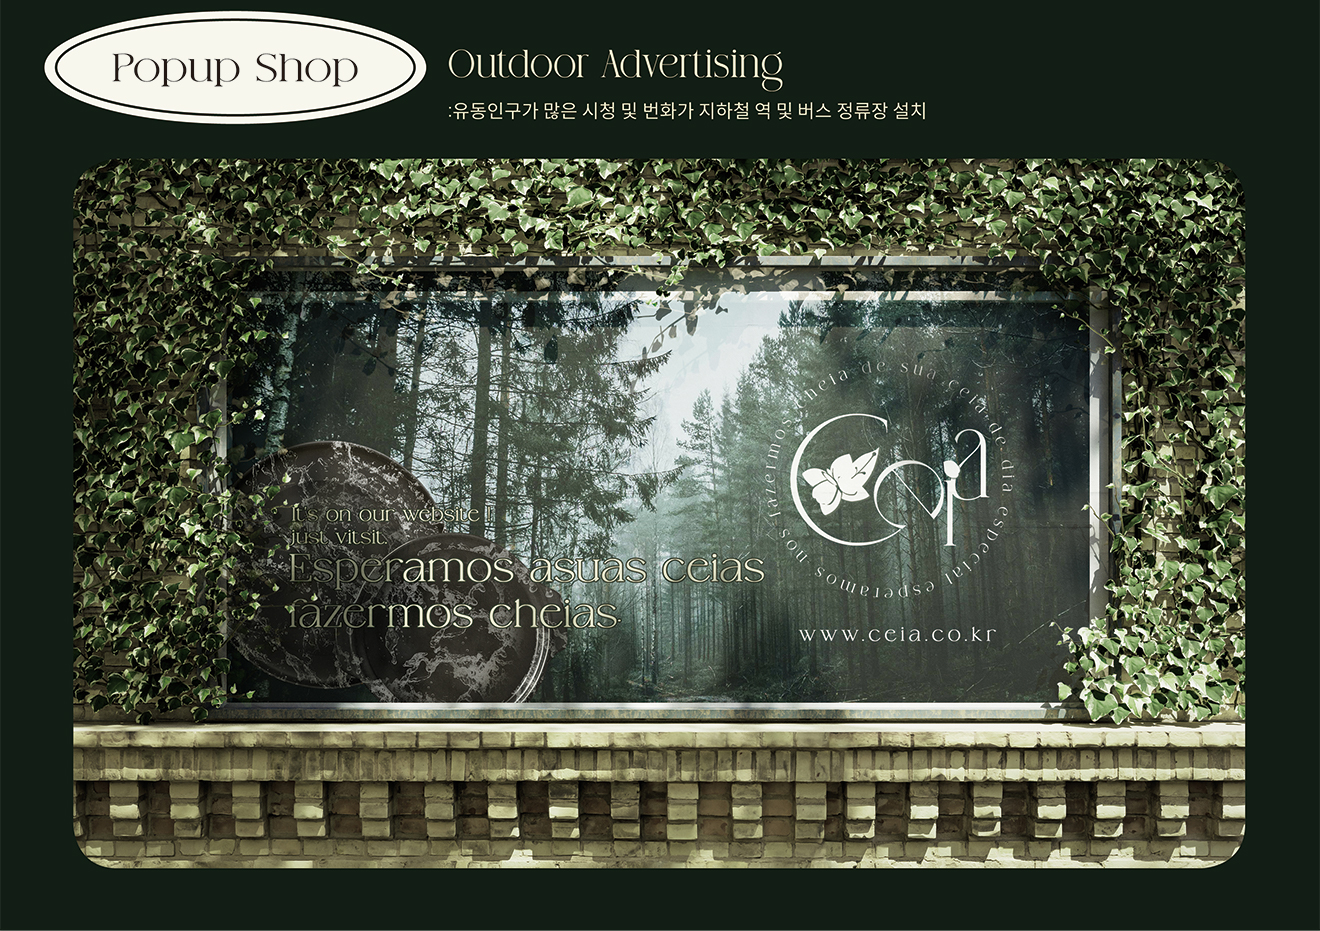 Popup Shop
Outdoor Advertising
:유동인구가 많은 시청 및 번화가 지하철 역 및 버스 정류장 설치
It's on our website !
just vitsit.
Esperamos asuas ceias
fazermos cheias.
Ceia
esperamos nos fazermos cheia de sua ceia de dia especial
www.ceia.co.kr